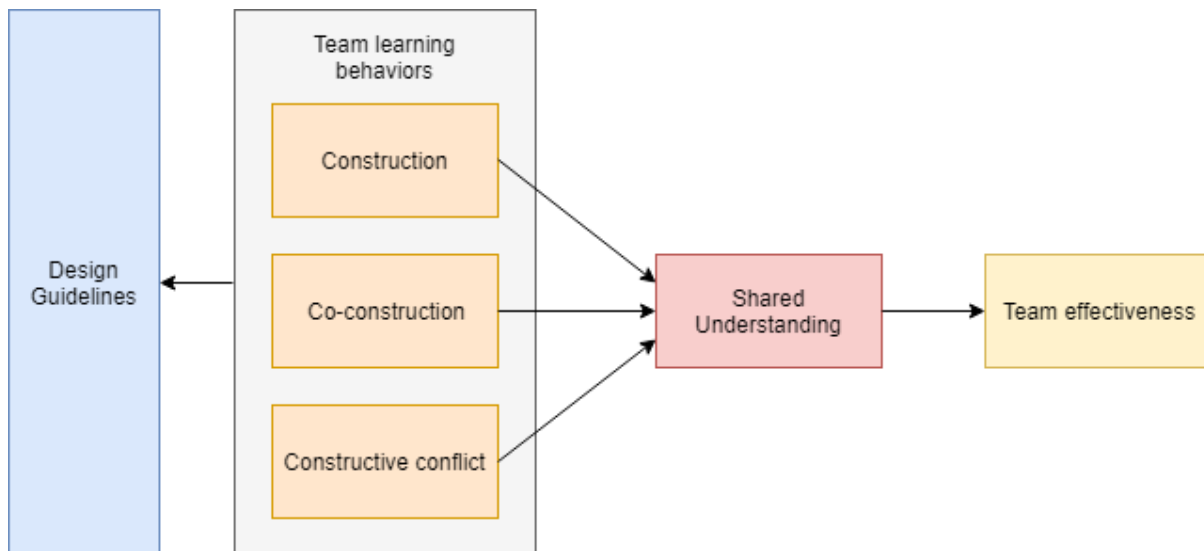 Team learning
behaviors
Construction
Design
Guidelines
Co-construction
Shared
Understanding
Team effectiveness
Constructive conflict